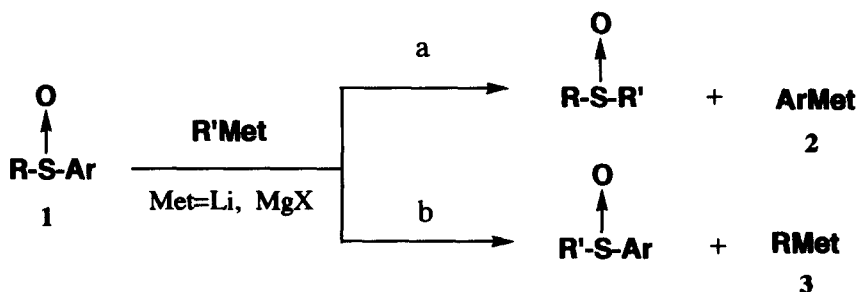 O
R-S-Ar
1
R'Met
Met=Li, MgX
a
O
R-S-R' + ArMet
2
b
O
R'-S-Ar + RMet
3